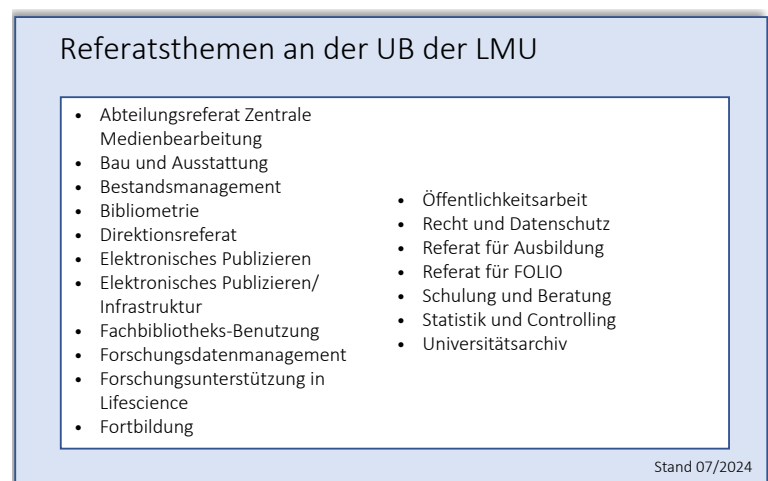 Referatsthemen an der UB der LMU
• Abteilungsreferat Zentrale
Medienbearbeitung
• Bau und Ausstattung
• Bestandsmanagement
• Bibliometrie
• Direktionsreferat
• Elektronisches Publizieren
• Elektronisches Publizieren/
Infrastruktur
• Fachbibliotheks-Benutzung
• Forschungsdatenmanagement
• Forschungsunterstützung in
Lifescience
• Fortbildung
• Öffentlichkeitsarbeit
• Recht und Datenschutz
• Referat für Ausbildung
• Referat für FOLIO
• Schulung und Beratung
• Statistik und Controlling
• Universitätsarchiv
Stand 07/2024